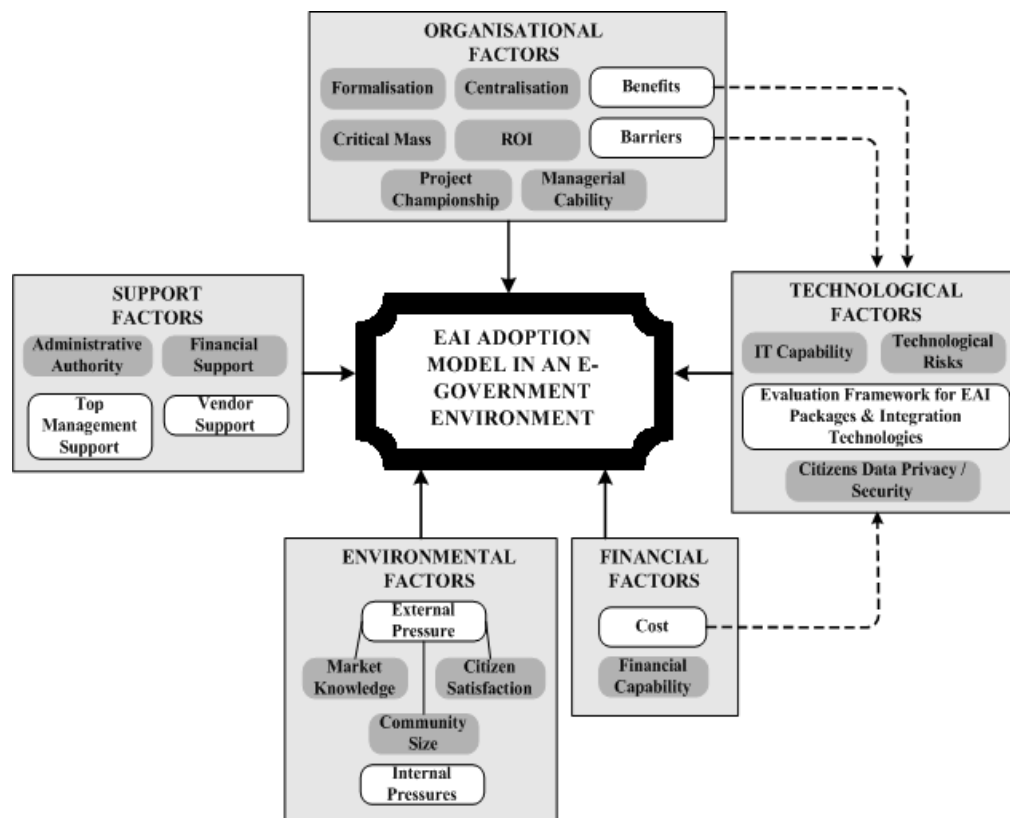 ORGANISATIONAL
FACTORS
Formalisation
Centralisation
Benefits
Critical Mass
ROI
Barriers
Project
Championship
Managerial
Cability
SUPPORT
FACTORS
Administrative
Authority
Financial
Support
Top
Management
Support
Vendor
Support
EAI ADOPTION
MODEL IN AN E-
GOVERNMENT
ENVIRONMENT
TECHNOLOGICAL
FACTORS
IT Capability
Technological
Risks
Evaluation Framework for EAI
Packages & Integration
Technologies
Citizens Data Privacy /
Security
ENVIRONMENTAL
FACTORS
External
Pressure
Market
Knowledge
Citizen
Satisfaction
Community
Size
Internal
Pressures
FINANCIAL
FACTORS
Cost
Financial
Capability